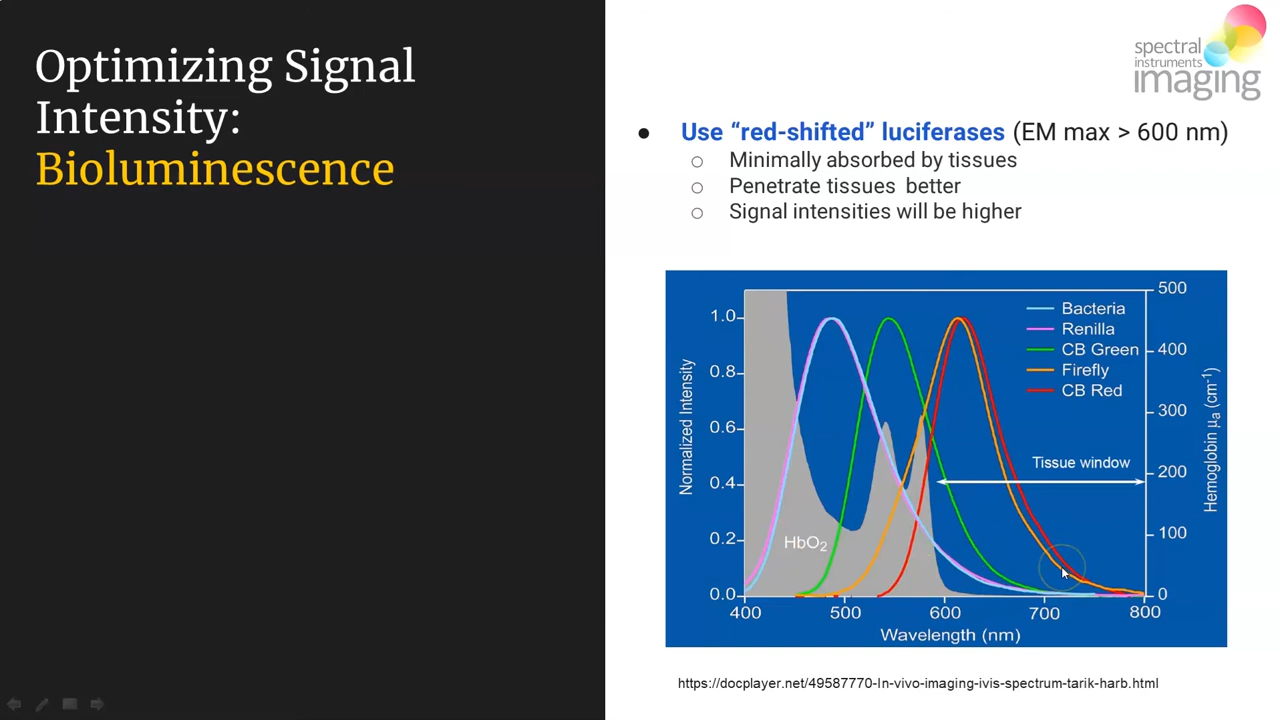 Optimizing Signal
Intensity:
Bioluminescence
spectral
instruments
imaging
● Use “red-shifted” luciferases (EM max > 600 nm)
○ Minimally absorbed by tissues
○ Penetrate tissues better
○ Signal intensities will be higher
Normalized Intensity
1.0
0.8
0.6
0.4
0.2
0.0
Bacteria
Renilla
CB Green
Firefly
CB Red
Tissue window
HbO2
500
400
300
200
100
0
Hemoglobin µa (cm-1)
400 500 600 700 800
Wavelength (nm)
https://docplayer.net/49587770-In-vivo-imaging-ivis-spectrum-tarik-harb.html